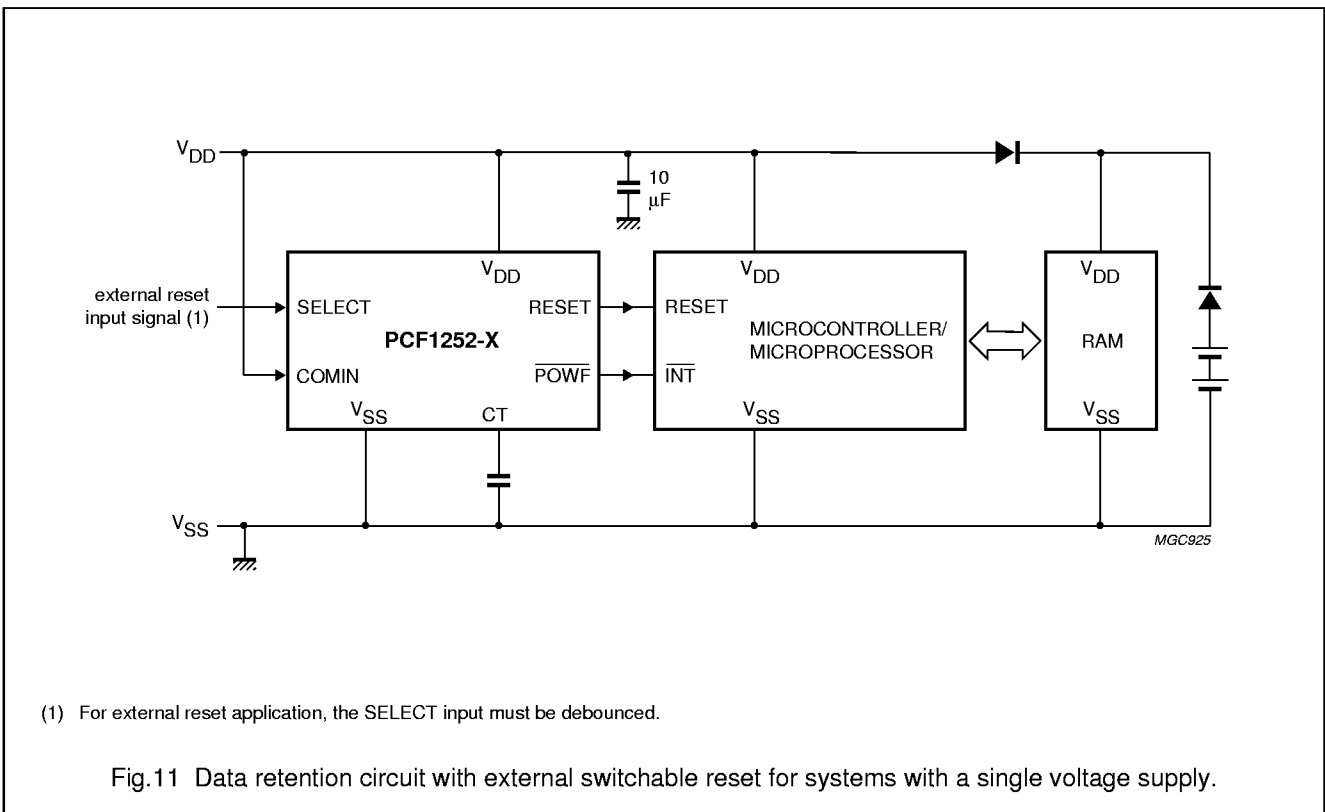 VDD
10
μF
VDD
VDD
VDD
external reset
input signal (1)
SELECT
RESET
RESET
MICROCONTROLLER/
MICROPROCESSOR
RAM
PCF1252-X
COMIN
POWF
INT
VSS
CT
VSS
VSS
VSS
MGC925
(1) For external reset application, the SELECT input must be debounced.
Fig.11 Data retention circuit with external switchable reset for systems with a single voltage supply.